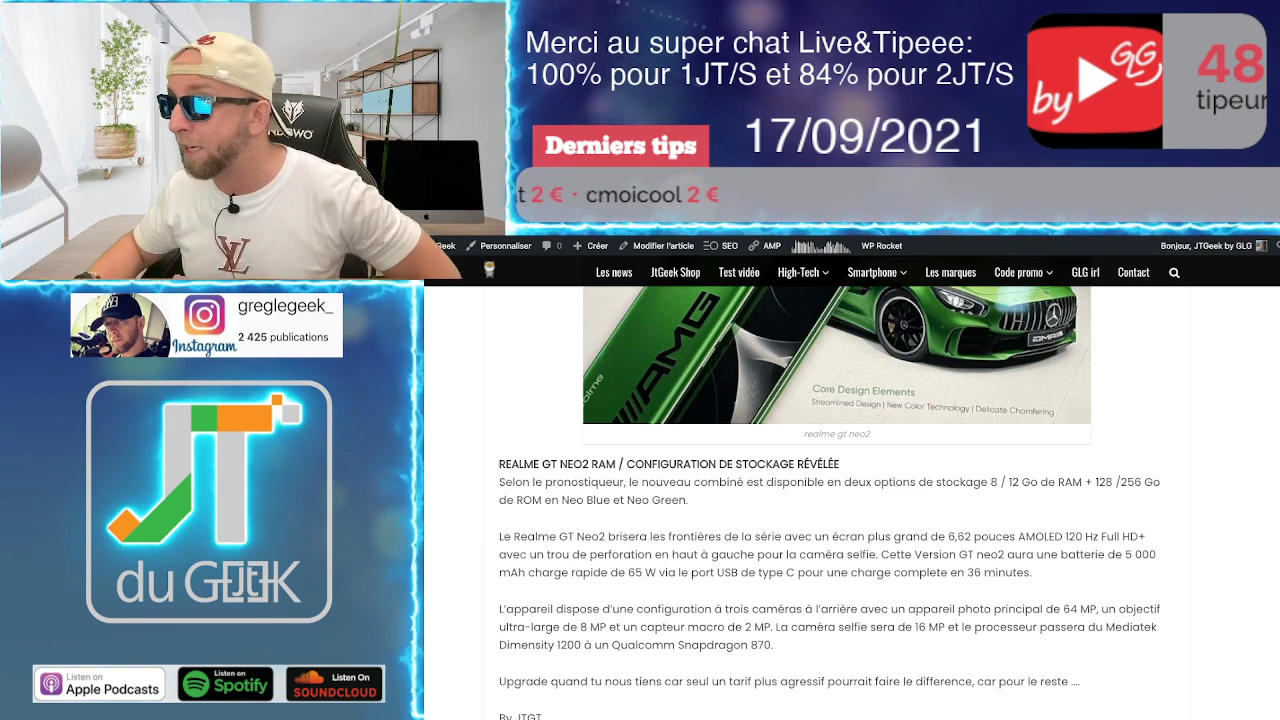 Merci au super chat Live&Tipeee:
100% pour 1JT/S et 84% pour 2JT/S
by GLG
48
tipeur
Derniers tips
17/09/2021
t 2 € · cmoicool 2 €
Geek Personnaliser 0 Créer Modifier l'article SEO AMP WP Rocket Bonjour, JTGeek by GLG
Les news JtGeek Shop Test vidéo High-Tech Smartphone Les marques Code promo GLG irl Contact
greglegeek_
2 425 publications
Instagram
JT
du GEEK
Listen on
Apple Podcasts
Listen on
Spotify
Listen On
SOUNDCLOUD
realme
AMG
AMG
Core Design Elements
Streamlined Design | New Color Technology | Delicate Chamfering
realme gt neo2
REALME GT NEO2 RAM / CONFIGURATION DE STOCKAGE RÉVÉLÉE
Selon le pronostiqueur, le nouveau combiné est disponible en deux options de stockage 8 / 12 Go de RAM + 128 /256 Go
de ROM en Neo Blue et Neo Green.
Le Realme GT Neo2 brisera les frontières de la série avec un écran plus grand de 6,62 pouces AMOLED 120 Hz Full HD+
avec un trou de perforation en haut à gauche pour la caméra selfie. Cette Version GT neo2 aura une batterie de 5 000
mAh charge rapide de 65 W via le port USB de type C pour une charge complete en 36 minutes.
L'appareil dispose d'une configuration à trois caméras à l'arrière avec un appareil photo principal de 64 MP, un objectif
ultra-large de 8 MP et un capteur macro de 2 MP. La caméra selfie sera de 16 MP et le processeur passera du Mediatek
Dimensity 1200 à un Qualcomm Snapdragon 870.
Upgrade quand tu nous tiens car seul un tarif plus agressif pourrait faire le difference, car pour le reste ....
By JTGT